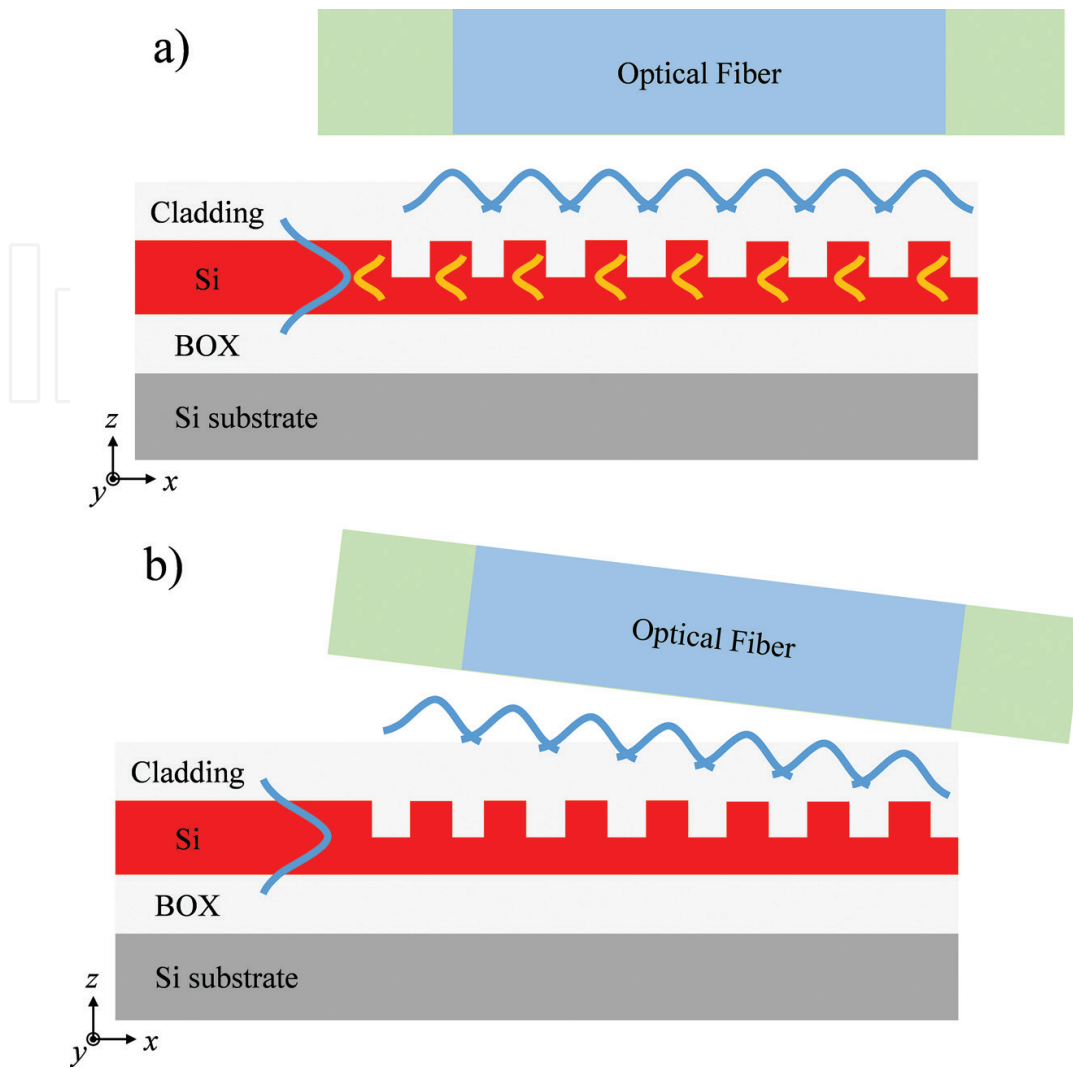 a)
Optical Fiber
Cladding
Si
BOX
Si substrate
z
y
x
b)
Optical Fiber
Cladding
Si
BOX
Si substrate
z
y
x